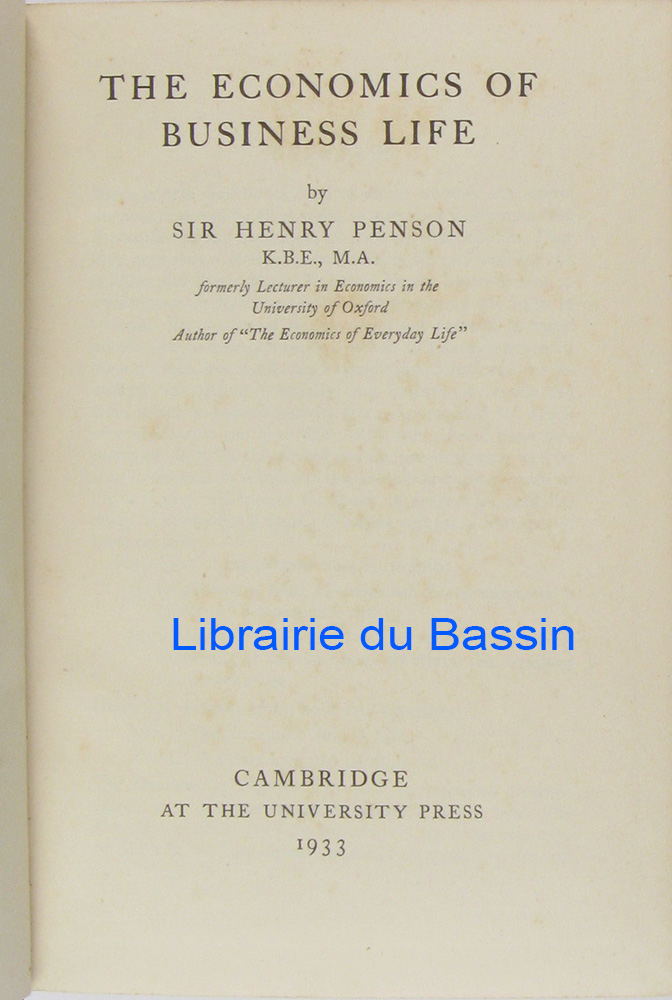 THE ECONOMICS OF
BUSINESS LIFE
by
SIR HENRY PENSON
K.B.E., M.A.
formerly Lecturer in Economics in the
University of Oxford
Author of "The Economics of Everyday Life"
Librairie du Bassin
CAMBRIDGE
AT THE UNIVERSITY PRESS
1933